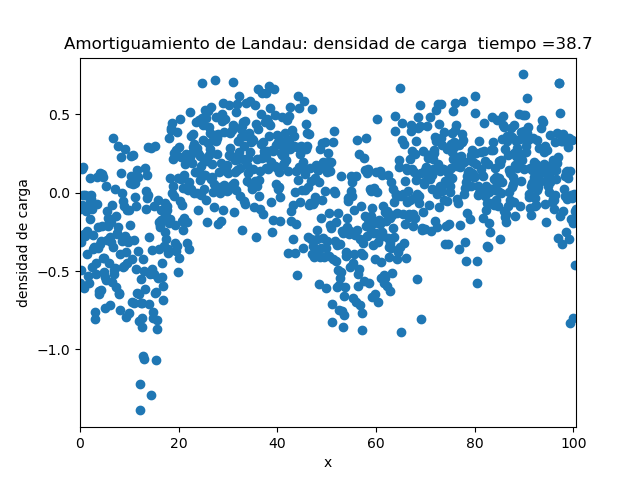 Amortiguamiento de Landau: densidad de carga  tiempo =38.7
densidad de carga
0.5
0.0
−0.5
−1.0
0 20 40 60 80 100
x